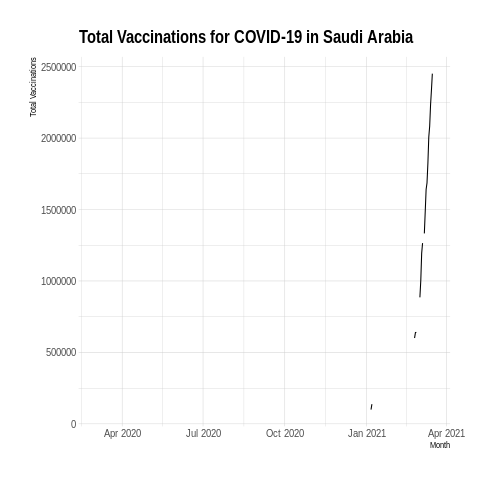 Total Vaccinations for COVID-19 in Saudi Arabia
Total Vaccinations
2500000
2000000
1500000
1000000
500000
0
Apr 2020 Jul 2020 Oct 2020 Jan 2021 Apr 2021
Month